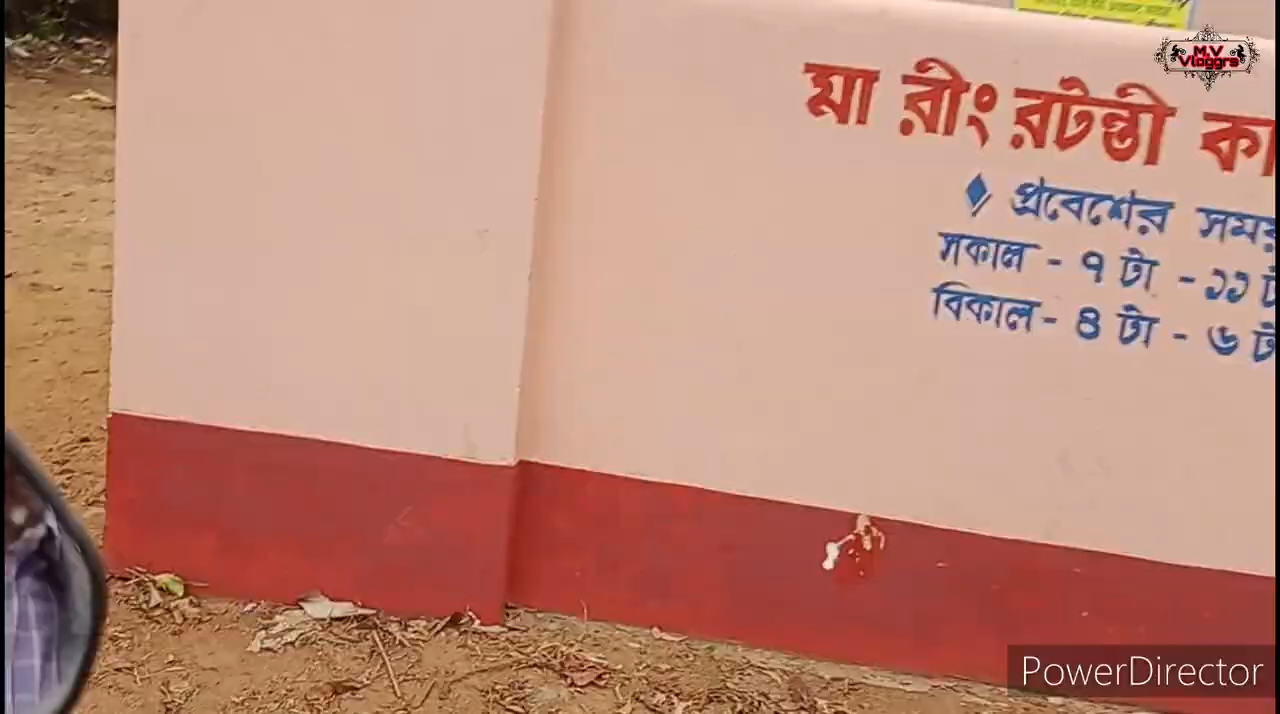 M.V
Vloggrs
মা রীং রটন্তী কা
প্রবেশের সময়
সকাল - ৭ টা - ১১ ট
বিকাল - ৪ টা - ৬ ট
PowerDirector